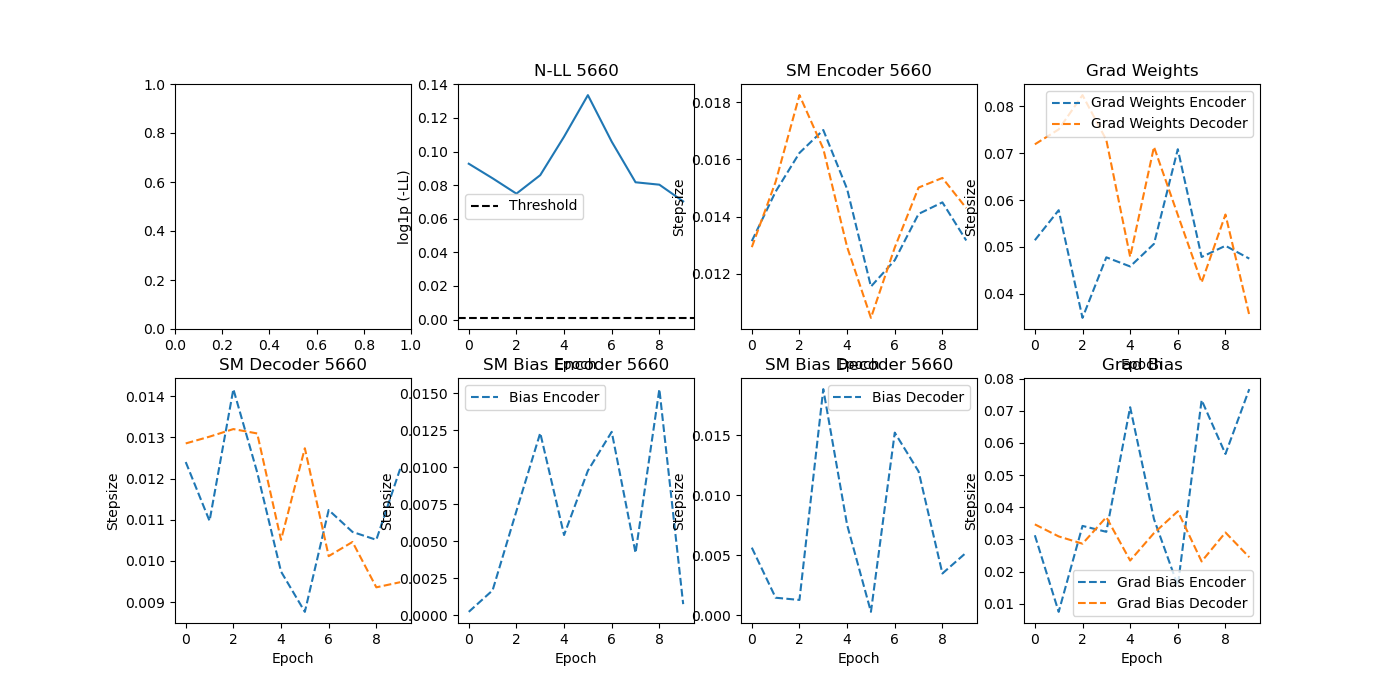 N-LL 5660
SM Encoder 5660
Grad Weights
1.0
0.8
0.6
0.4
0.2
0.0
0.0 0.2 0.4 0.6 0.8 1.0
log1p (-LL)
0.14
0.12
0.10
0.08
0.06
0.04
0.02
0.00
Threshold
0 2 4 6 8
Epoch
Stepsize
0.018
0.016
0.014
0.012
0 2 4 6 8
Epoch
Stepsize
0.08
0.07
0.06
0.05
0.04
Grad Weights Encoder
Grad Weights Decoder
0 2 4 6 8
Epoch
SM Decoder 5660
SM Bias Encoder 5660
SM Bias Decoder 5660
Grad Bias
Stepsize
0.014
0.013
0.012
0.011
0.010
0.009
0 2 4 6 8
Epoch
Stepsize
0.0150
0.0125
0.0100
0.0075
0.0050
0.0025
0.0000
Bias Encoder
0 2 4 6 8
Epoch
Stepsize
0.015
0.010
0.005
0.000
Bias Decoder
0 2 4 6 8
Epoch
Stepsize
0.08
0.07
0.06
0.05
0.04
0.03
0.02
0.01
Grad Bias Encoder
Grad Bias Decoder
0 2 4 6 8
Epoch